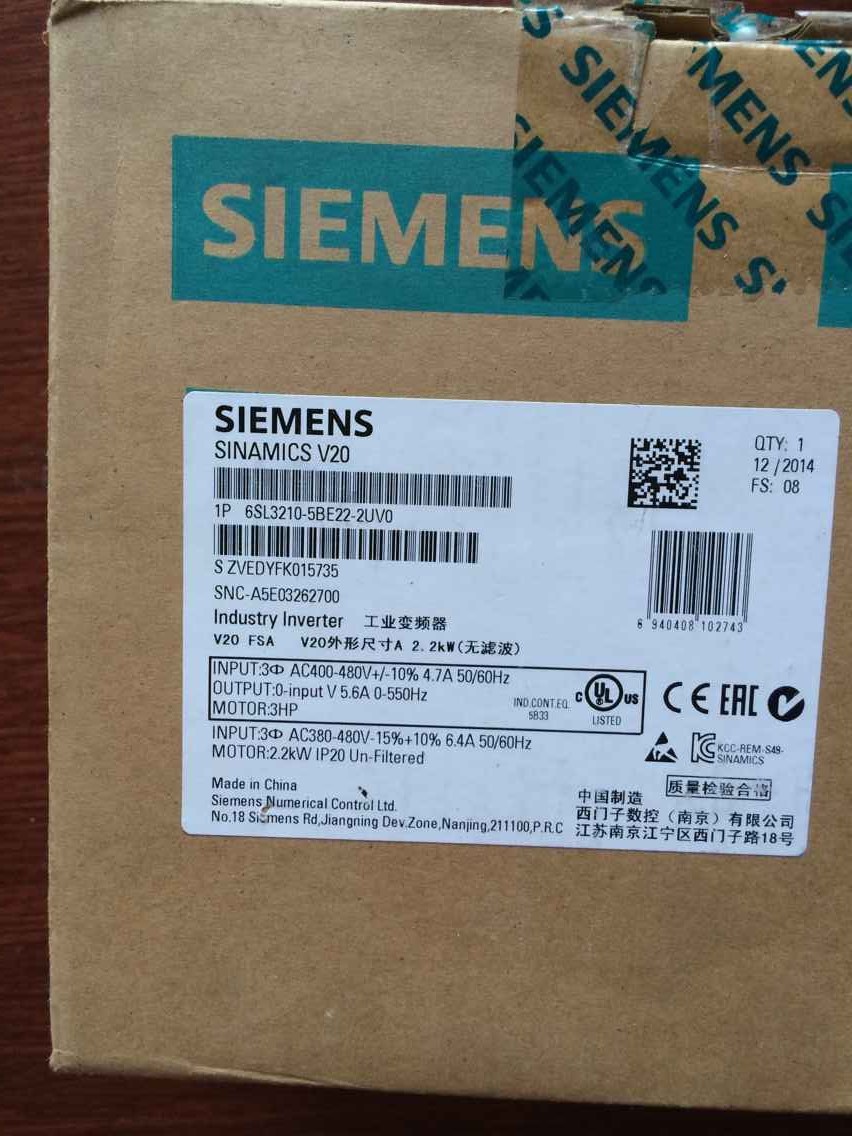 SIEMENS
SIEMENS
SIEMENS
SIEMENS
SIEMENS
SINAMICS V20
QTY: 1
12 / 2014
FS: 08
1P 6SL3210-5BE22-2UV0
S ZVEDYFK015735
SNC-A5E03262700
6 940408 102743
Industry Inverter 工业变频器
V20 FSA V20外形尺寸A 2.2kW(无滤波)
INPUT:3Φ AC400-480V+/-10% 4.7A 50/60Hz
OUTPUT:0-input V 5.6A 0-550Hz
MOTOR:3HP
IND.CONT.EQ.
5B33
C UL US
LISTED
CE EAC
INPUT:3Φ AC380-480V-15%+10% 6.4A 50/60Hz
MOTOR:2.2kW IP20 Un-Filtered
KCC-REM-S49-
SINAMICS
质量检验合格
Made in China
Siemens Numerical Control Ltd.
No.18 Siemens Rd,Jiangning Dev.Zone,Nanjing,211100,P.R.C
中国制造
西门子数控（南京）有限公司
江苏南京江宁区西门子路18号